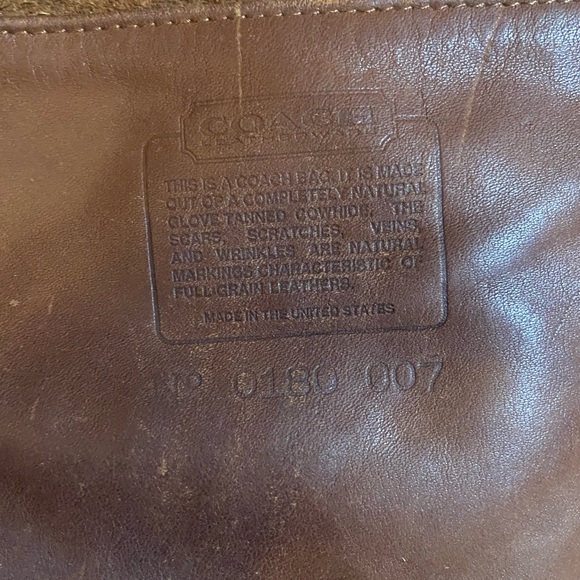 COACH
LEATHERWARE
THIS IS A COACH BAG. IT IS MADE
OUT OF A COMPLETELY NATURAL
GLOVE TANNED COWHIDE. THE
SCARS, SCRATCHES, VEINS,
AND WRINKLES ARE NATURAL
MARKINGS CHARACTERISTIC OF
FULL GRAIN LEATHERS.
MADE IN THE UNITED STATES
No 0180 007